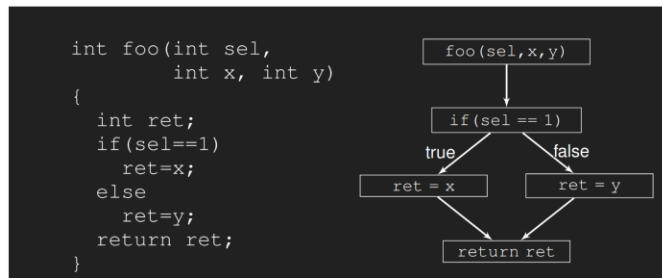 int foo(int sel,
int x, int y)
{
int ret;
if(sel==1)
ret=x;
else
ret=y;
return ret;
}
foo(sel,x,y)
if(sel == 1)
true
false
ret = x
ret = y
return ret